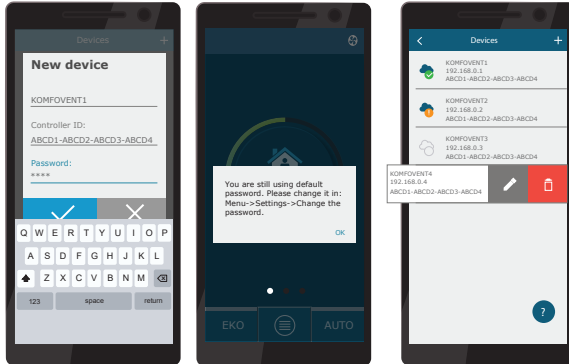 Devices
+
New device
KOMFOVENT1
Controller ID:
ABCD1-ABCD2-ABCD3-ABCD4
Password:
****
Q W E R T Y U I O P
A S D F G H J K L
Z X C V B N M
123 space return
You are still using default
password. Please change it in:
Menu->Settings->Change the
password.
OK
EKO
AUTO
Devices
+
KOMFOVENT1
192.168.0.1
ABCD1-ABCD2-ABCD3-ABCD4
KOMFOVENT2
192.168.0.2
ABCD1-ABCD2-ABCD3-ABCD4
KOMFOVENT3
192.168.0.3
ABCD1-ABCD2-ABCD3-ABCD4
KOMFOVENT4
192.168.0.4
ABCD1-ABCD2-ABCD3-ABCD4
?